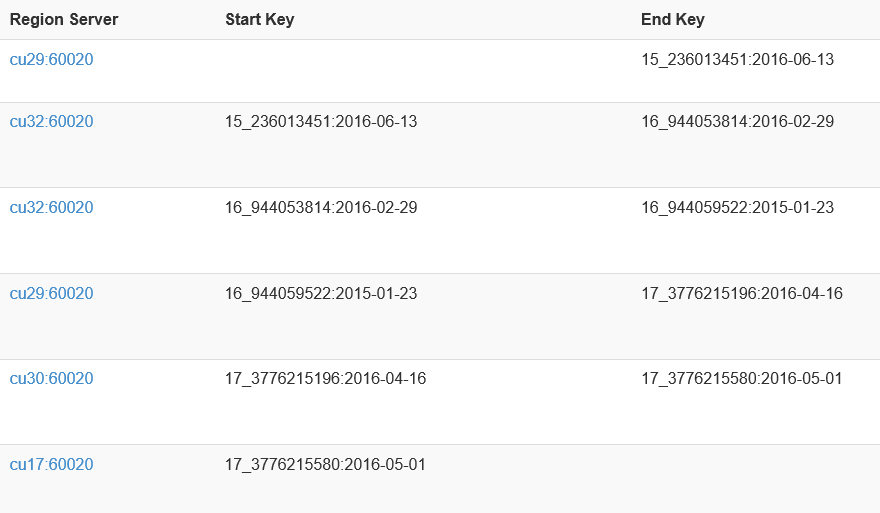 Region Server Start Key End Key
cu29:60020 15_236013451:2016-06-13
cu32:60020 15_236013451:2016-06-13 16_944053814:2016-02-29
cu32:60020 16_944053814:2016-02-29 16_944059522:2015-01-23
cu29:60020 16_944059522:2015-01-23 17_3776215196:2016-04-16
cu30:60020 17_3776215196:2016-04-16 17_3776215580:2016-05-01
cu17:60020 17_3776215580:2016-05-01